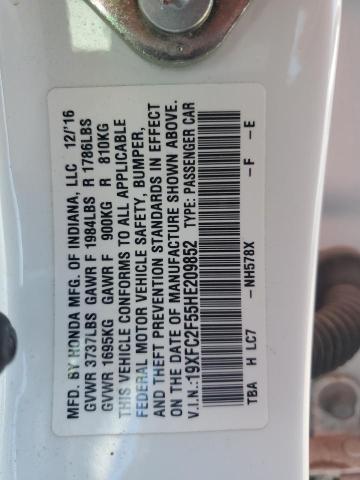 MFD. BY HONDA MFG. OF INDIANA, LLC 12/'16
GVWR 3737LBS GAWR F 1984LBS R 1786LBS
GVWR 1695KG GAWR F 900KG R 810KG
THIS VEHICLE CONFORMS TO ALL APPLICABLE
FEDERAL MOTOR VEHICLE SAFETY, BUMPER,
AND THEFT PREVENTION STANDARDS IN EFFECT
ON THE DATE OF MANUFACTURE SHOWN ABOVE.
V.I.N.:19XFC2F55HE209852 TYPE: PASSENGER CAR
TBA H LC7 -NH578X -F -E